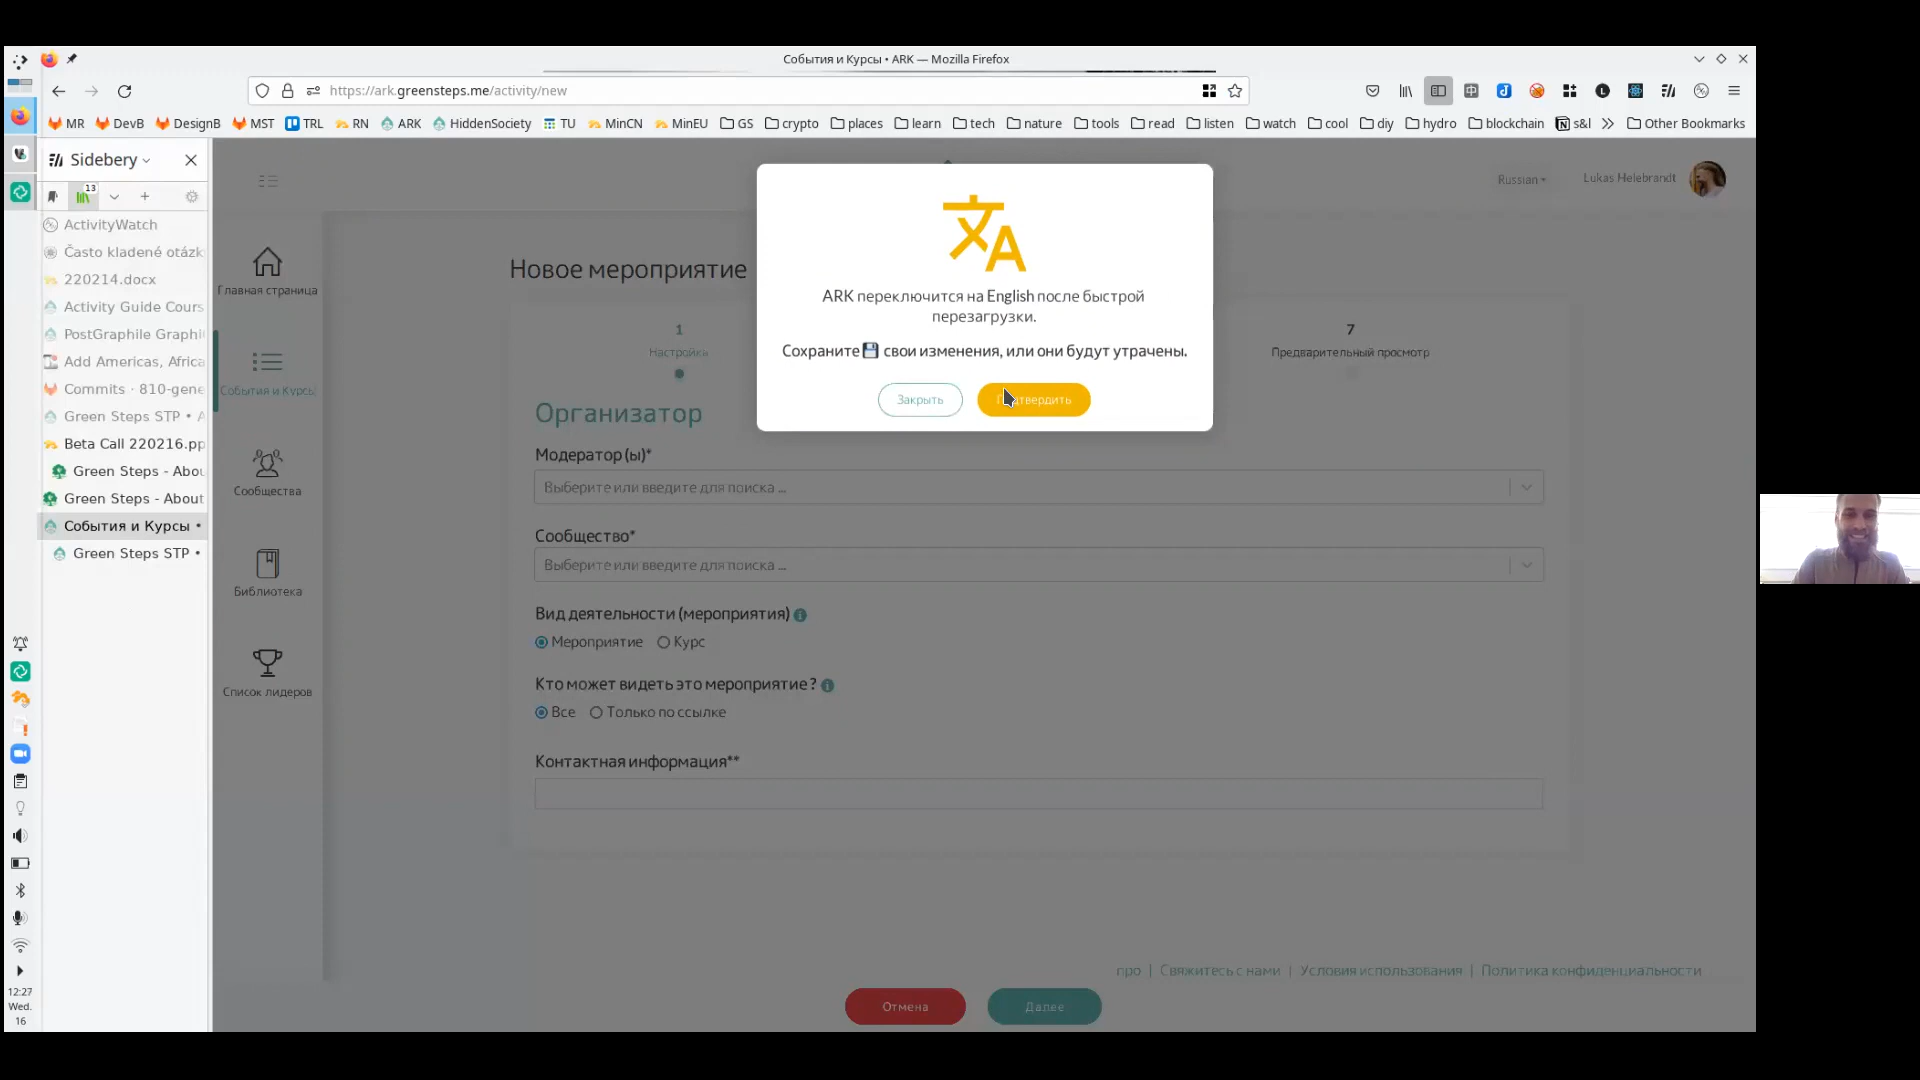 События и Курсы • ARK — Mozilla Firefox
https://ark.greensteps.me/activity/new
MR DevB DesignB MST TRL RN ARK HiddenSociety TU MinCN MinEU GS crypto places learn tech nature tools read listen watch cool diy hydro blockchain s&l Other Bookmarks
Sidebery
13
ActivityWatch
Často kladené otázk
220214.docx
Activity Guide Cours
PostGraphile Graphi
Add Americas, Africa
Commits · 810-gene
Green Steps STP • A
Beta Call 220216.pp
Green Steps - Abou
Green Steps - About
События и Курсы •
Green Steps STP •
12:27
Wed.
16
Russian
Lukas Helebrandt
Главная страница
События и Курсы
Сообщества
Библиотека
Список лидеров
Новое мероприятие
1
Настройки
7
Предварительный просмотр
ARK переключится на English после быстрой
перезагрузки.
Сохраните 💾 свои изменения, или они будут утрачены.
Закрыть
Организатор
Модератор (ы)*
Выберите или введите для поиска ...
Сообщество*
Выберите или введите для поиска ...
Вид деятельности (мероприятия)
Мероприятие Курс
Кто может видеть это мероприятие?
Все Только по ссылке
Контактная информация**
про | Свяжитесь с нами | Условия использования | Политика конфиденциальности
Отмена
Далее